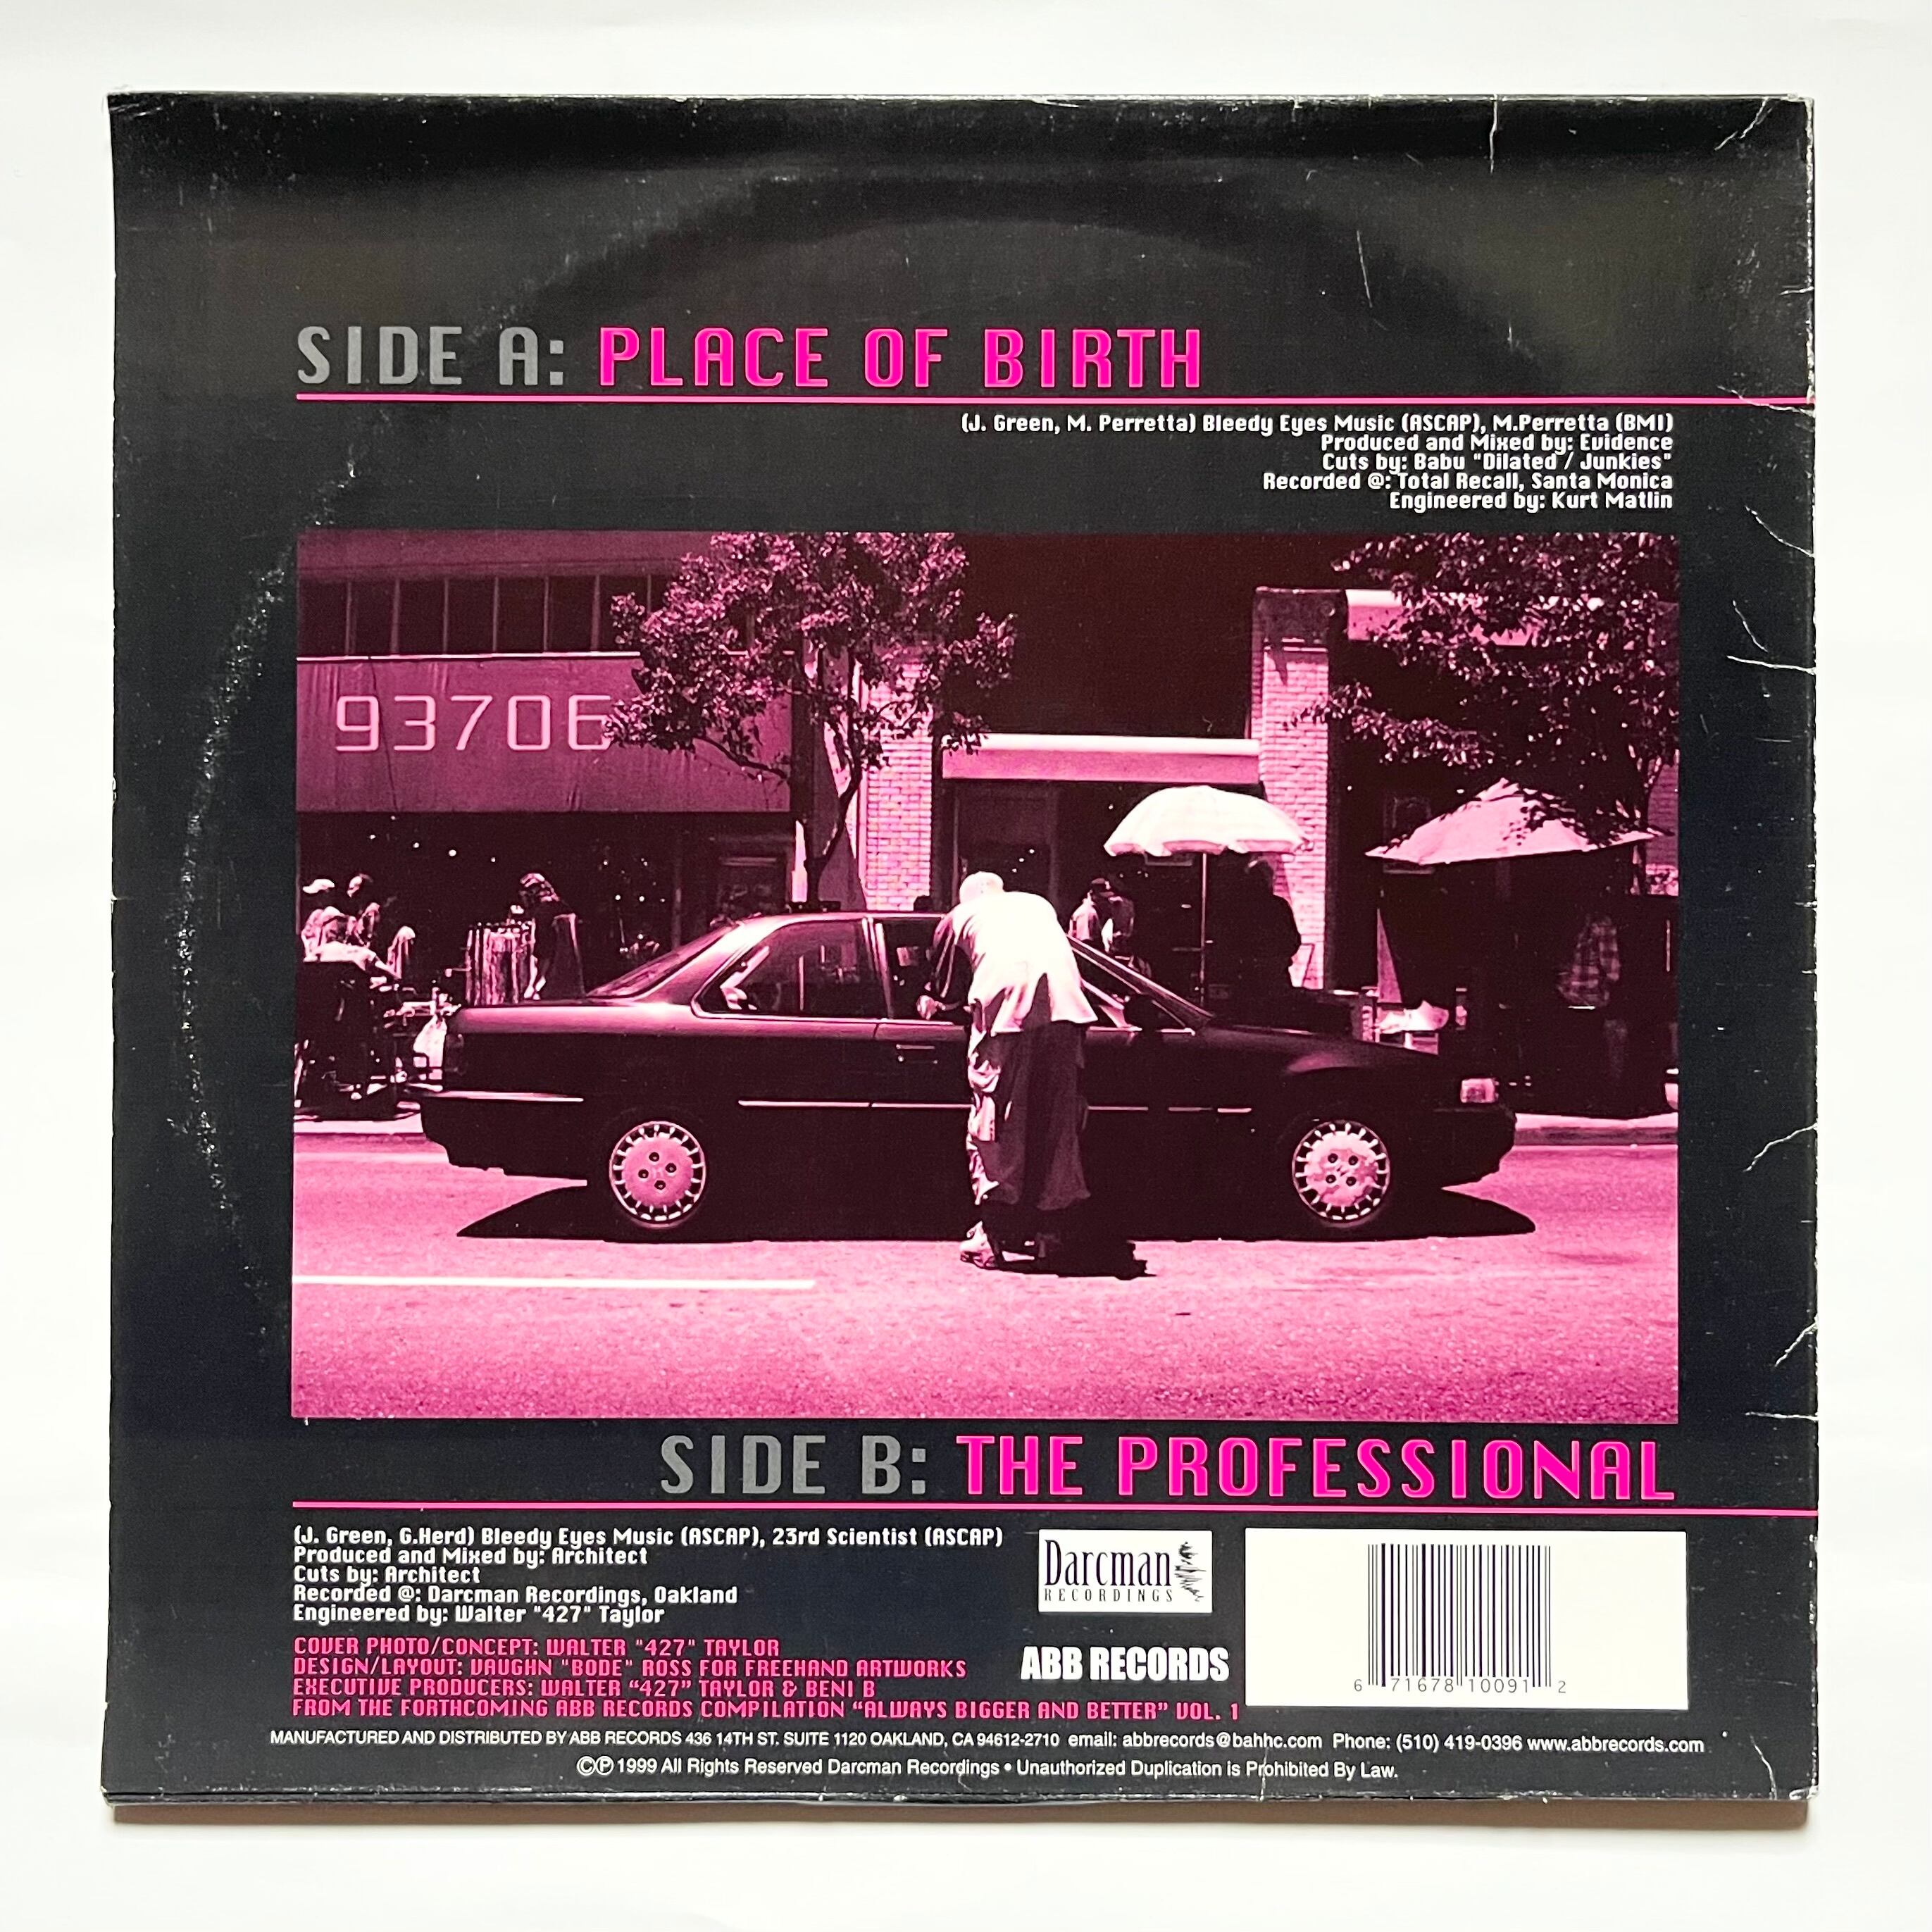 SIDE A: PLACE OF BIRTH
(J. Green, M. Perretta) Bleedy Eyes Music (ASCAP), M.Perretta (BMI)
Produced and Mixed by: Evidence
Cuts by: Babu "Dilated / Junkies"
Recorded @: Total Recall, Santa Monica
Engineered by: Kurt Matlin
93706
SIDE B: THE PROFESSIONAL
(J. Green, G.Herd) Bleedy Eyes Music (ASCAP), 23rd Scientist (ASCAP)
Produced and Mixed by: Architect
Cuts by: Architect
Recorded @: Darcman Recordings, Oakland
Engineered by: Walter "427" Taylor
COVER PHOTO/CONCEPT: WALTER "427" TAYLOR
DESIGN/LAYOUT: VAUGHN "BODE" ROSS FOR FREEHAND ARTWORKS
EXECUTIVE PRODUCERS: WALTER “427” TAYLOR & BENI B
FROM THE FORTHCOMING ABB RECORDS COMPILATION “ALWAYS BIGGER AND BETTER” VOL. 1
Darcman
RECORDINGS
ABB RECORDS
6 71678 10091 2
MANUFACTURED AND DISTRIBUTED BY ABB RECORDS 436 14TH ST. SUITE 1120 OAKLAND, CA 94612-2710 email: abbrecords@bahhc.com Phone: (510) 419-0396 www.abbrecords.com
©℗ 1999 All Rights Reserved Darcman Recordings • Unauthorized Duplication is Prohibited By Law.